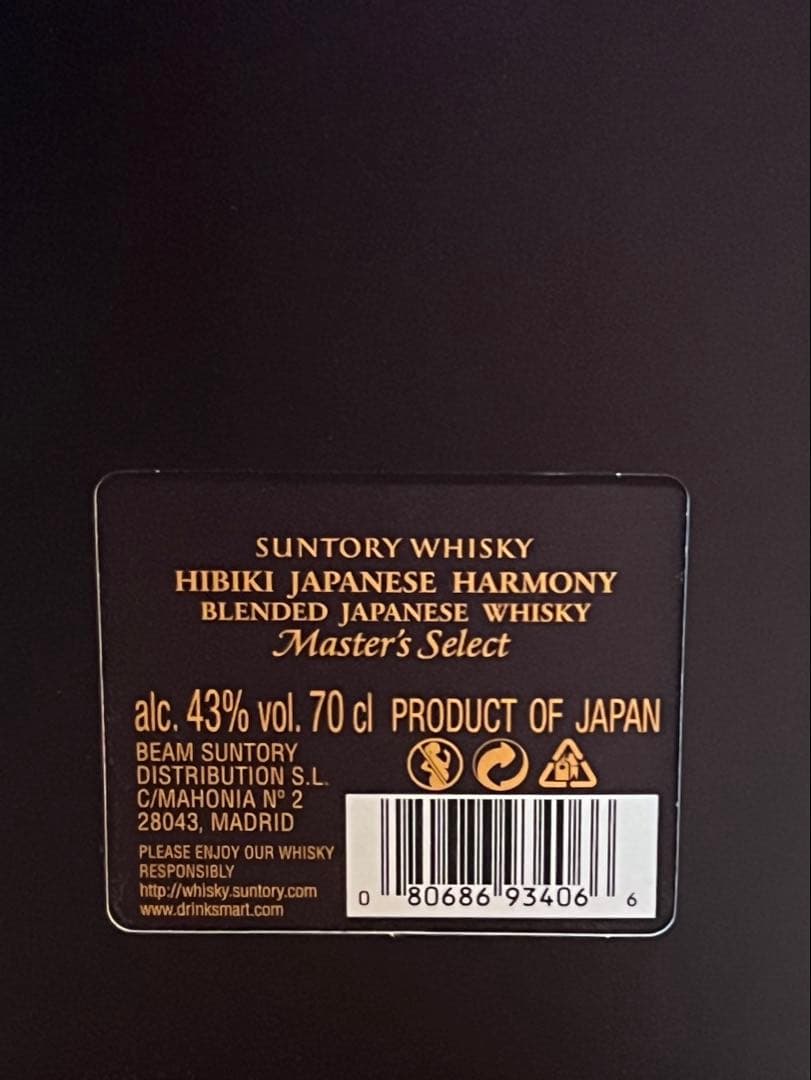 SUNTORY WHISKY
HIBIKI JAPANESE HARMONY
BLENDED JAPANESE WHISKY
Master's Select
alc. 43% vol. 70 cl PRODUCT OF JAPAN
BEAM SUNTORY
DISTRIBUTION S.L.
C/MAHONIA Nº 2
28043, MADRID
PLEASE ENJOY OUR WHISKY
RESPONSIBLY
http://whisky.suntory.com
www.drinksmart.com
0 80686 93406 6